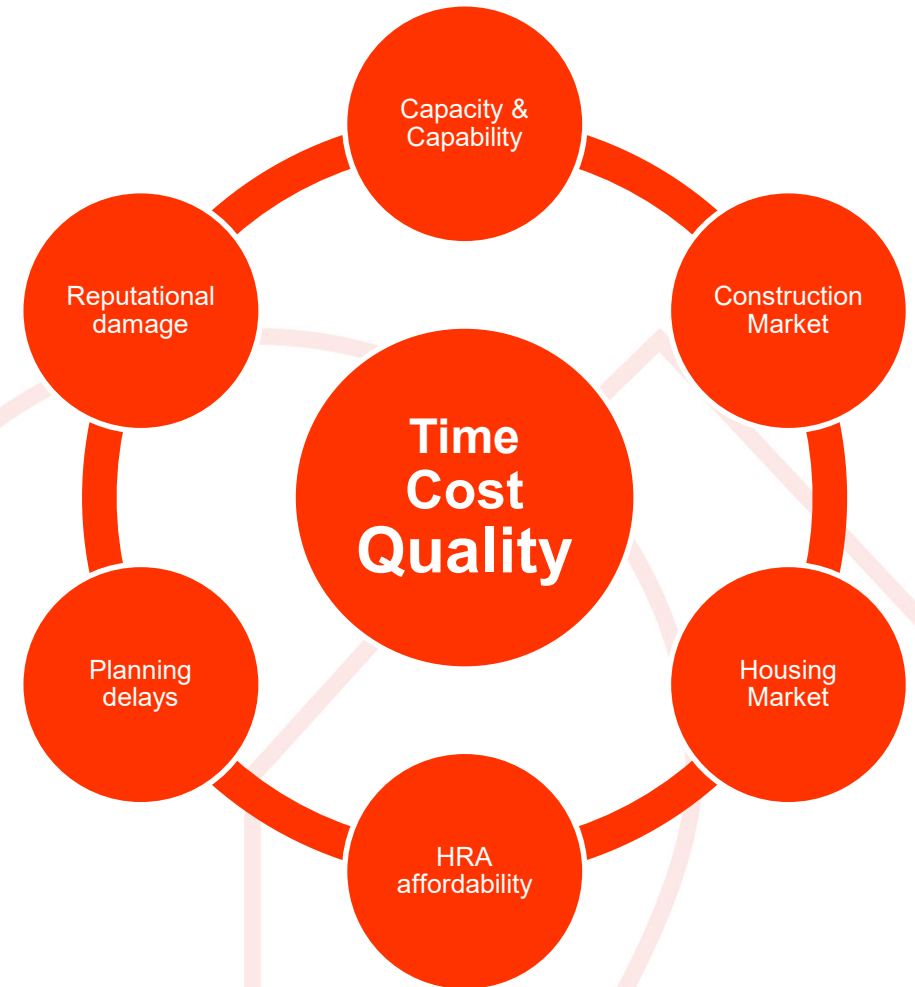 Capacity &
Capability
Construction
Market
Housing
Market
HRA
affordability
Planning
delays
Reputational
damage
Time
Cost
Quality